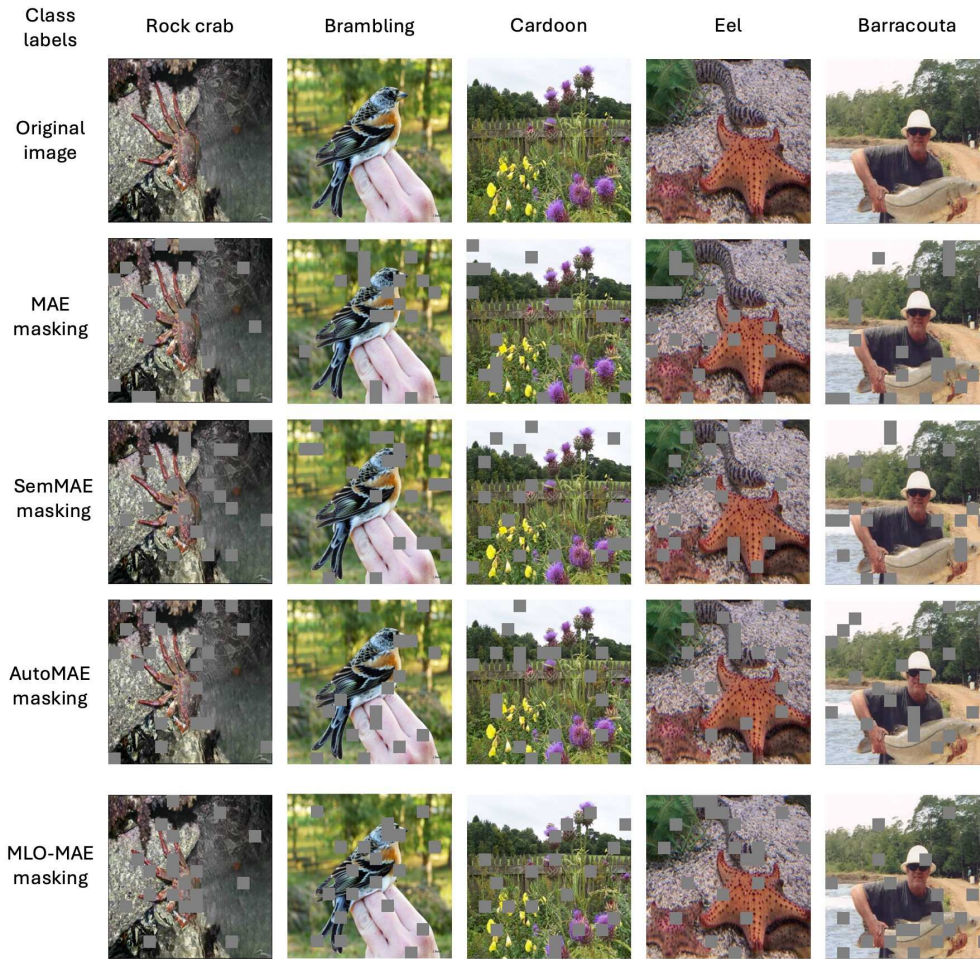 Class
labels
Rock crab
Brambling
Cardoon
Eel
Barracouta
Original
image
MAE
masking
SemMAE
masking
AutoMAE
masking
MLO-MAE
masking